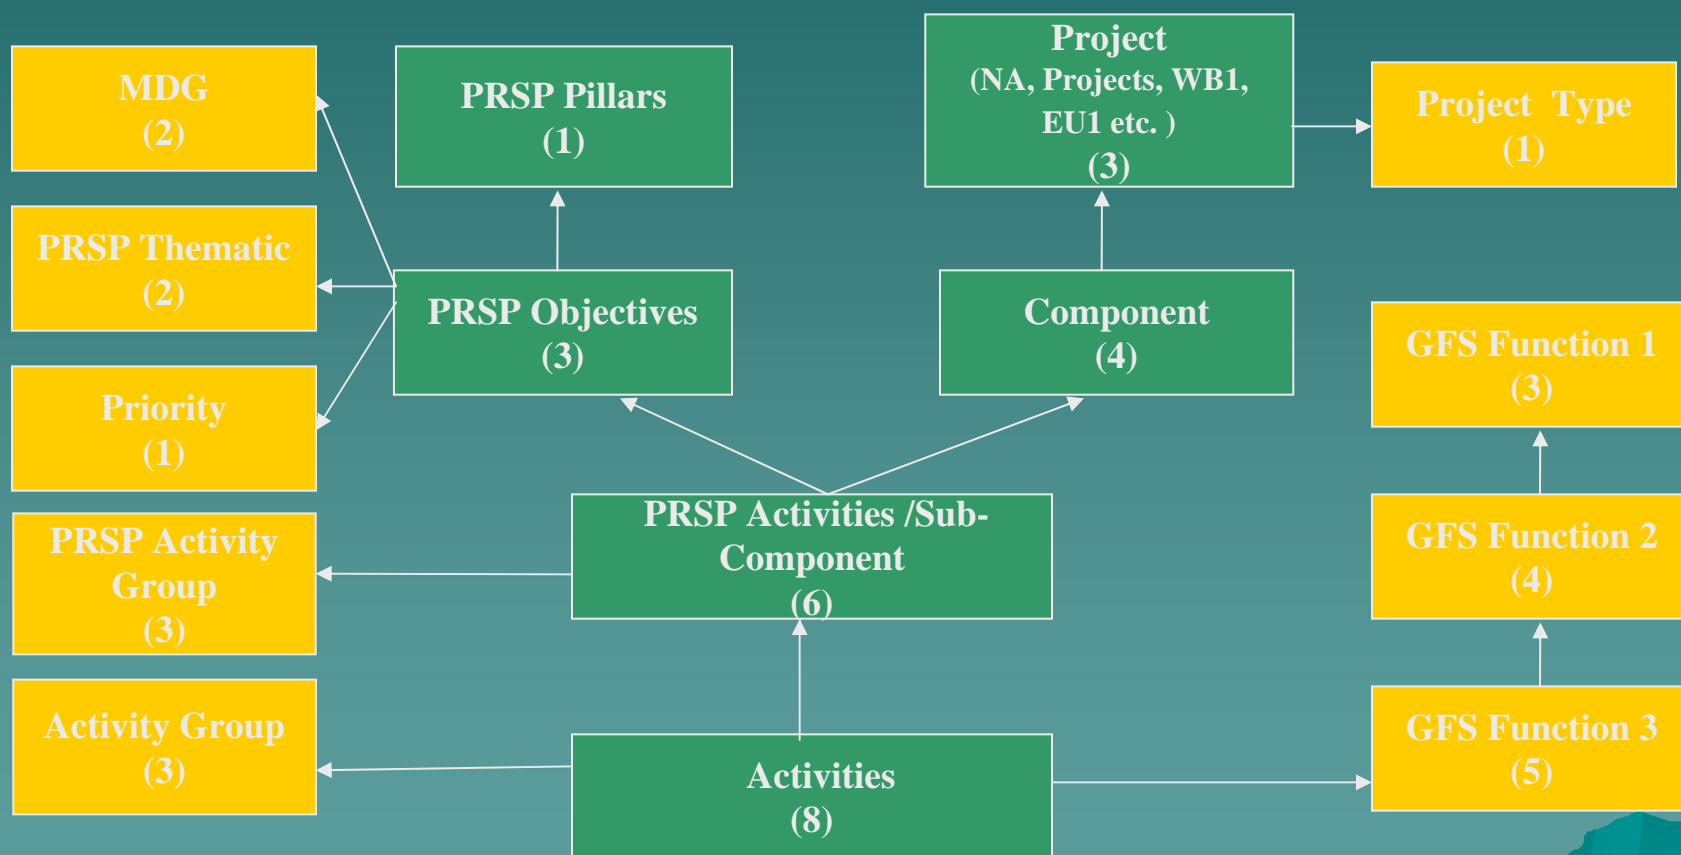 Project
(NA, Projects, WB1,
EU1 etc. )
(3)
MDG
(2)
PRSP Pillars
(1)
Project  Type
(1)
PRSP Thematic
(2)
PRSP Objectives
(3)
Component
(4)
GFS Function 1
(3)
Priority
(1)
PRSP Activities /Sub-
Component
(6)
GFS Function 2
(4)
PRSP Activity
Group
(3)
Activity Group
(3)
Activities
(8)
GFS Function 3
(5)